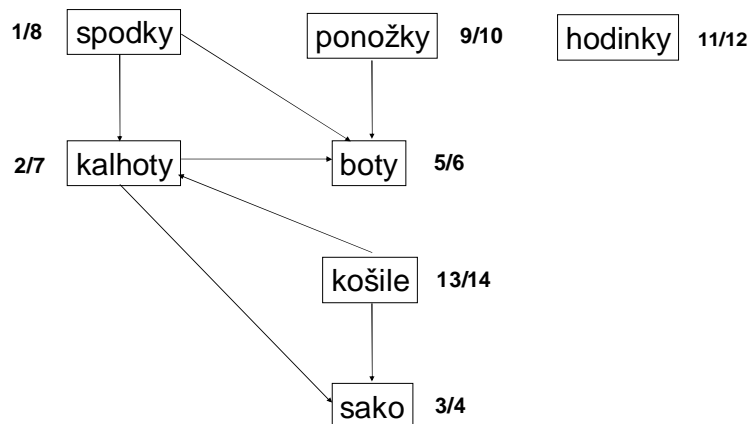 1/8 spodky ponožky 9/10 hodinky 11/12
2/7 kalhoty boty 5/6
košile 13/14
sako 3/4